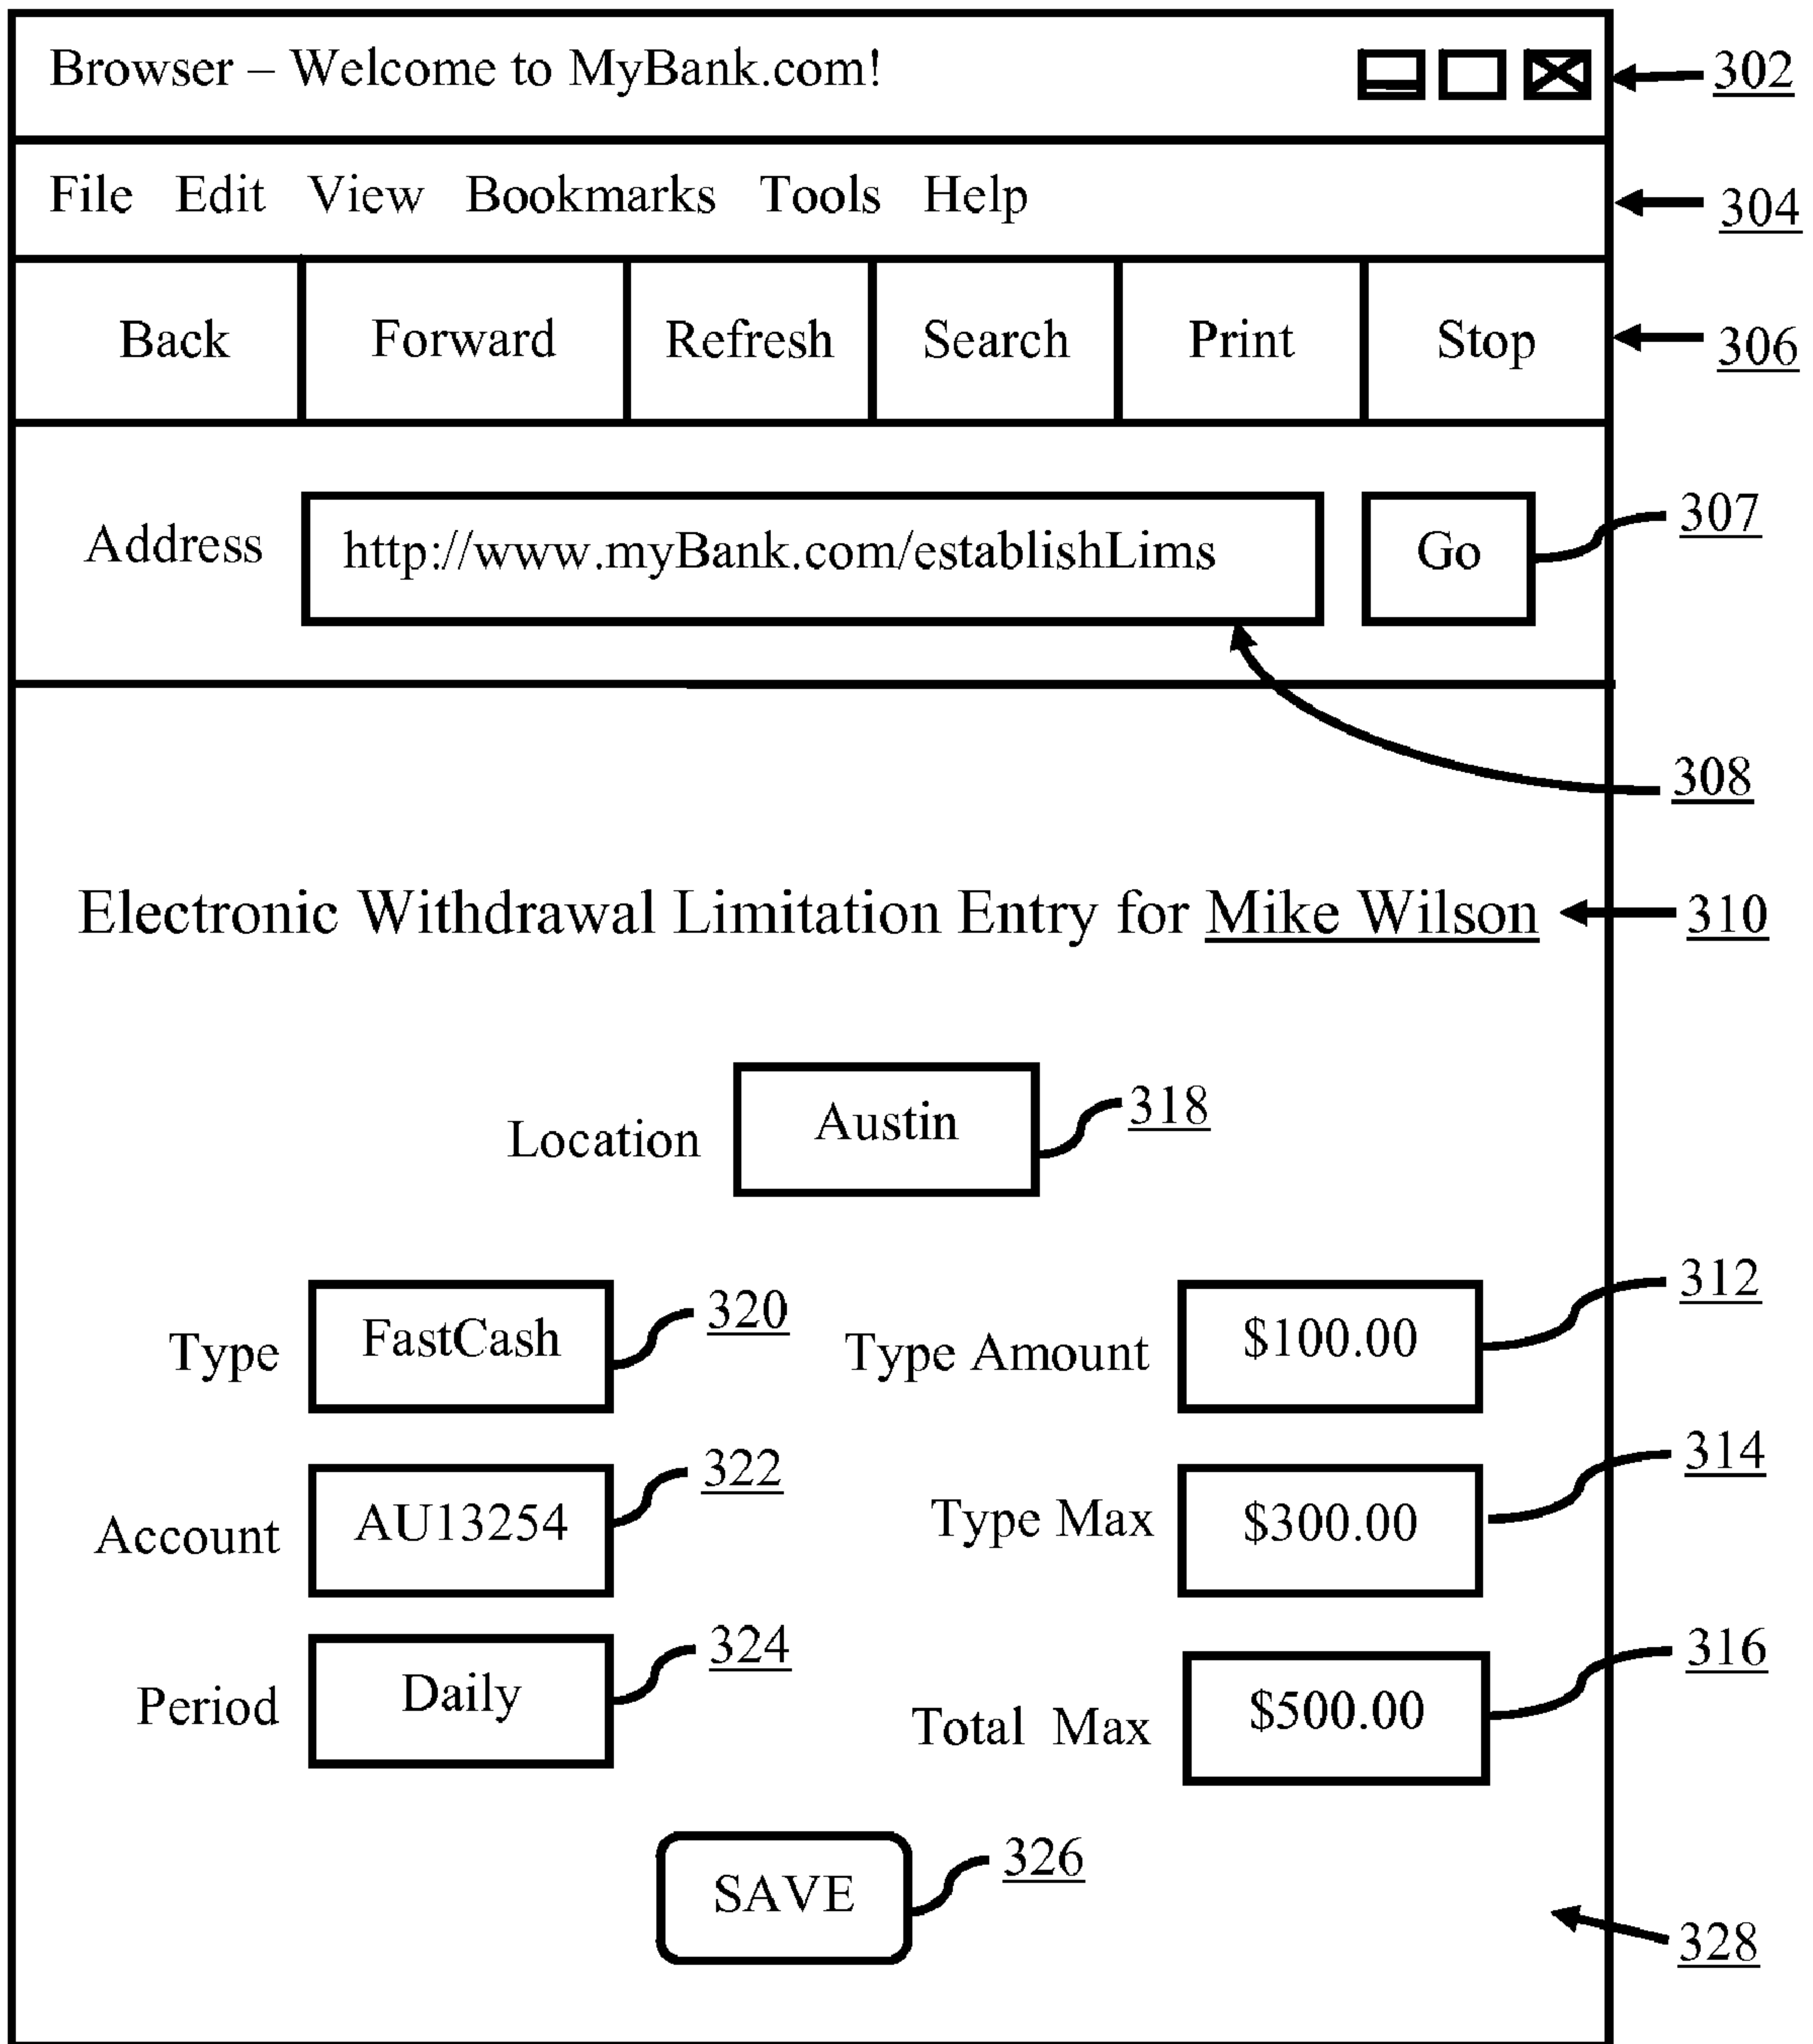 Browser – Welcome to MyBank.com!
302
File Edit View Bookmarks Tools Help
304
Back Forward Refresh Search Print Stop
306
Address http://www.myBank.com/establishLims Go
307
308
Electronic Withdrawal Limitation Entry for Mike Wilson
310
Location Austin
318
Type FastCash
320
Type Amount $100.00
312
Account AU13254
322
Type Max $300.00
314
Period Daily
324
Total Max $500.00
316
SAVE
326
328